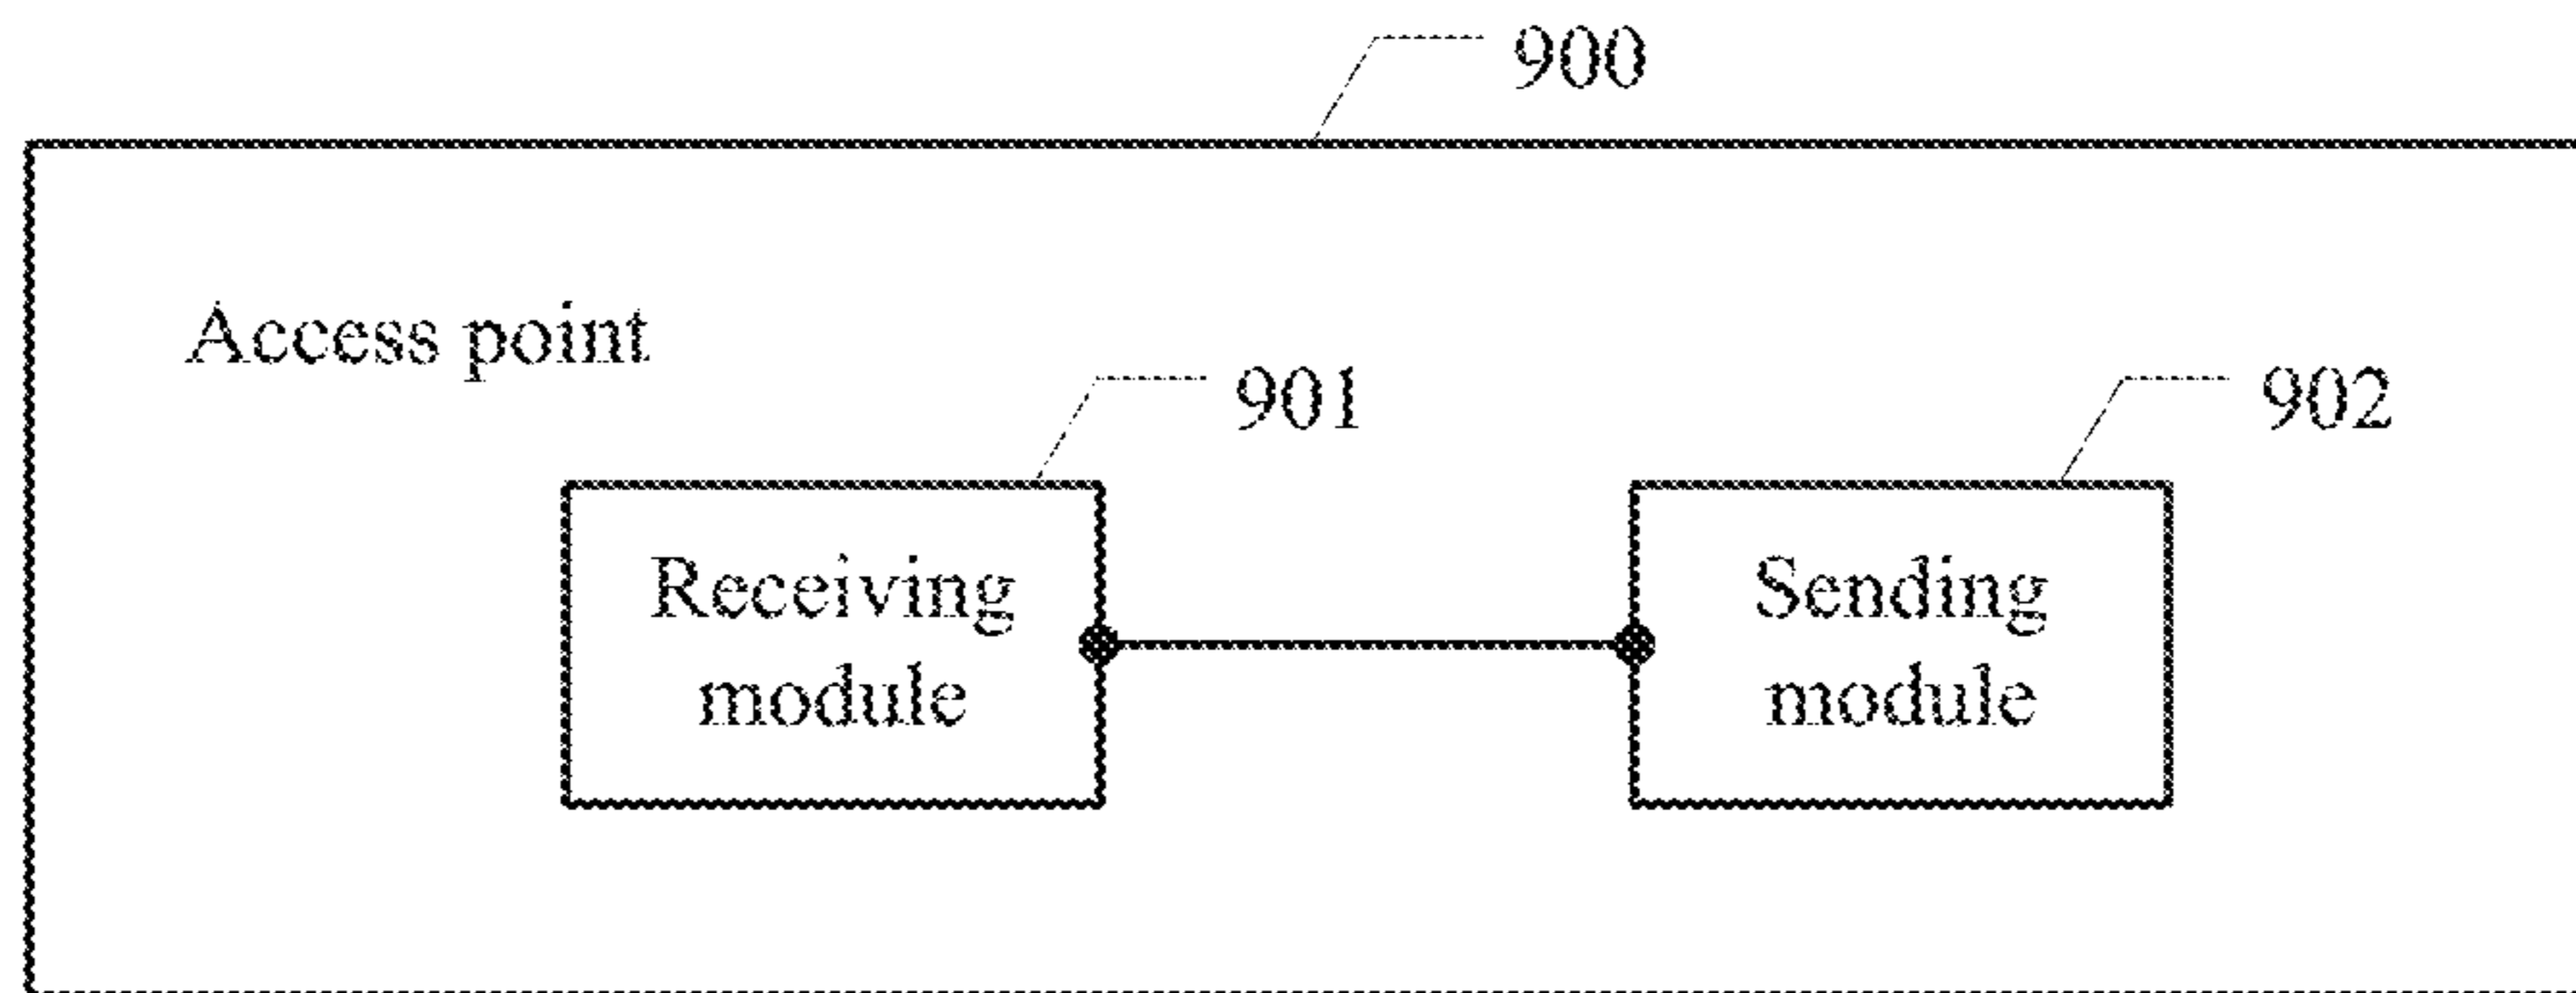 900
Access point
901
902
Receiving
module
Sending
module